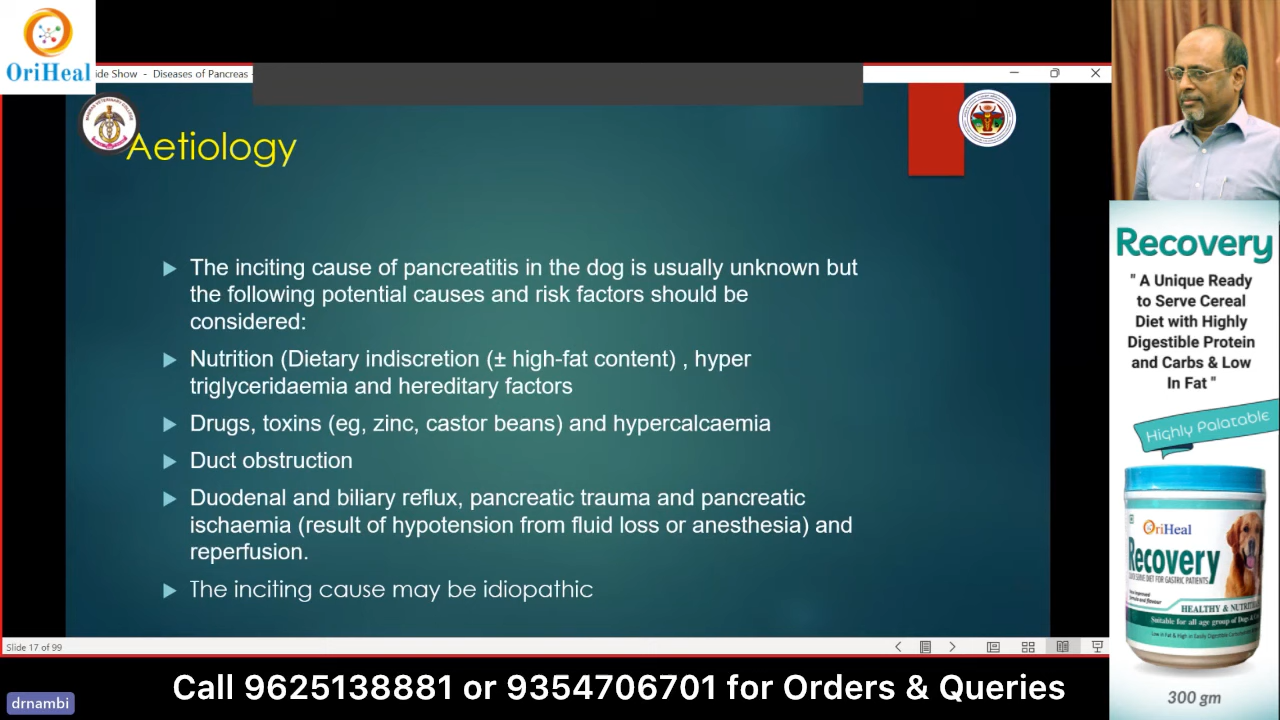 OriHeal
ide Show - Diseases of Pancreas -
Aetiology
The inciting cause of pancreatitis in the dog is usually unknown but
the following potential causes and risk factors should be
considered:
Nutrition (Dietary indiscretion (± high-fat content) , hyper
triglyceridaemia and hereditary factors
Drugs, toxins (eg, zinc, castor beans) and hypercalcaemia
Duct obstruction
Duodenal and biliary reflux, pancreatic trauma and pancreatic
ischaemia (result of hypotension from fluid loss or anesthesia) and
reperfusion.
The inciting cause may be idiopathic
Slide 17 of 99
drnambi
Call 9625138881 or 9354706701 for Orders & Queries
Recovery
" A Unique Ready
to Serve Cereal
Diet with Highly
Digestible Protein
and Carbs & Low
In Fat "
Highly Palatable
OriHeal
Recovery
SERVE DIET FOR GASTRIC PATIENTS
HEALTHY &
Suitable for all age group of Dogs &
300 gm